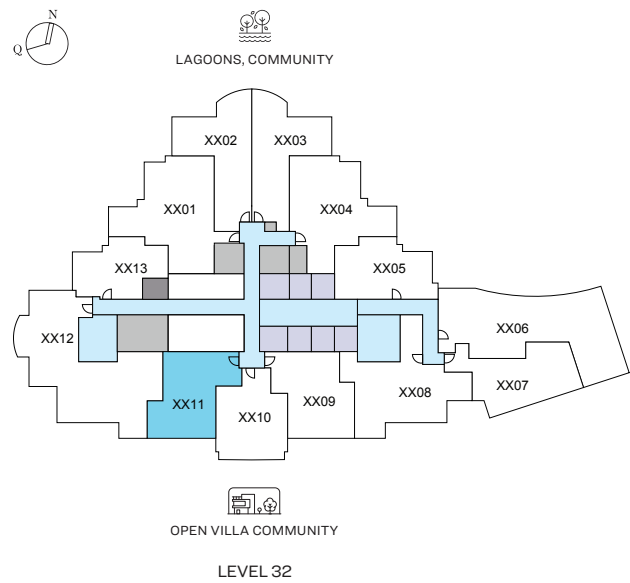 N
Q
LAGOONS, COMMUNITY
XX02
XX03
XX01
XX04
XX13
XX05
XX12
XX06
XX11
XX10
XX09
XX08
XX07
OPEN VILLA COMMUNITY
LEVEL 32